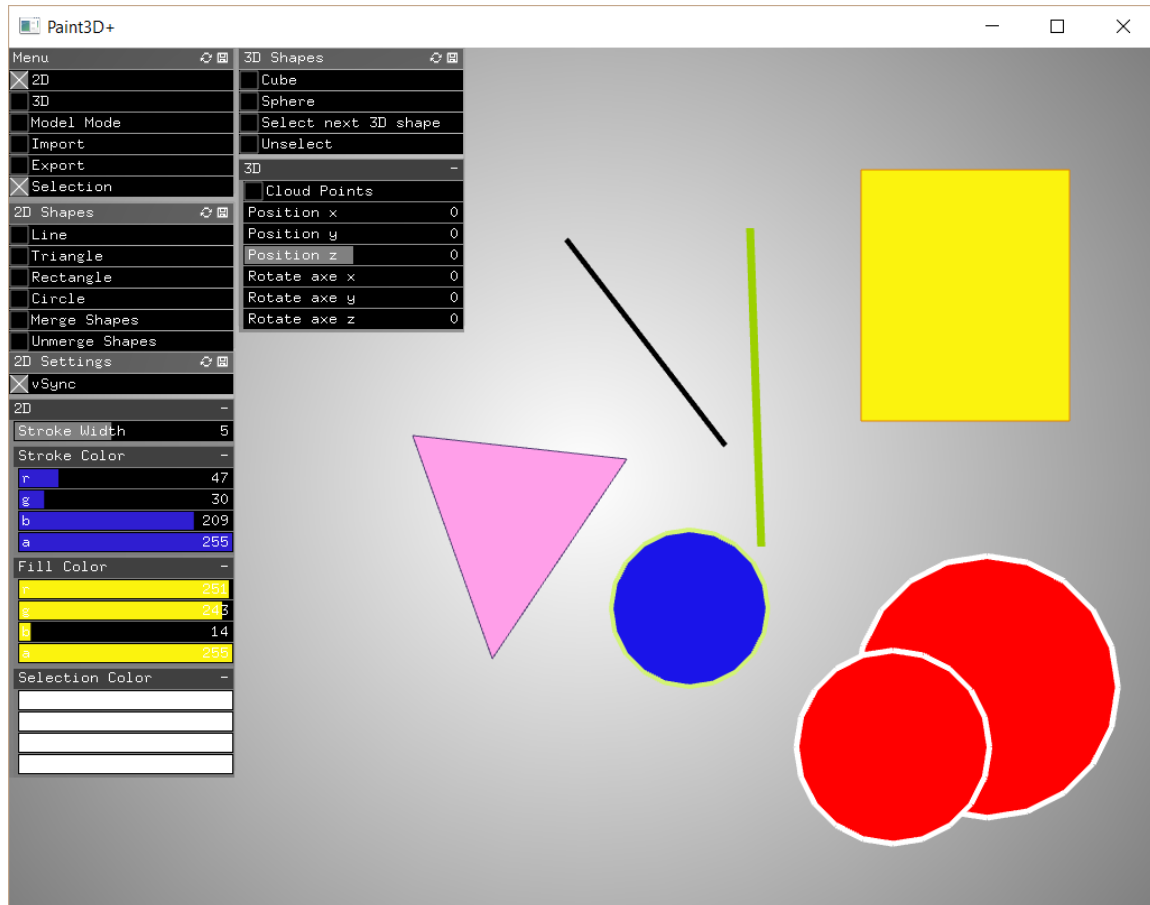 Paint3D+
Menu
2D
3D
Model Mode
Import
Export
Selection
2D Shapes
Line
Triangle
Rectangle
Circle
Merge Shapes
Unmerge Shapes
2D Settings
vSync
2D
Stroke Width 5
Stroke Color
r 47
g 30
b 209
a 255
Fill Color
r 251
g 243
b 14
a 255
Selection Color
3D Shapes
Cube
Sphere
Select next 3D shape
Unselect
3D
Cloud Points
Position x 0
Position y 0
Position z 0
Rotate axe x 0
Rotate axe y 0
Rotate axe z 0